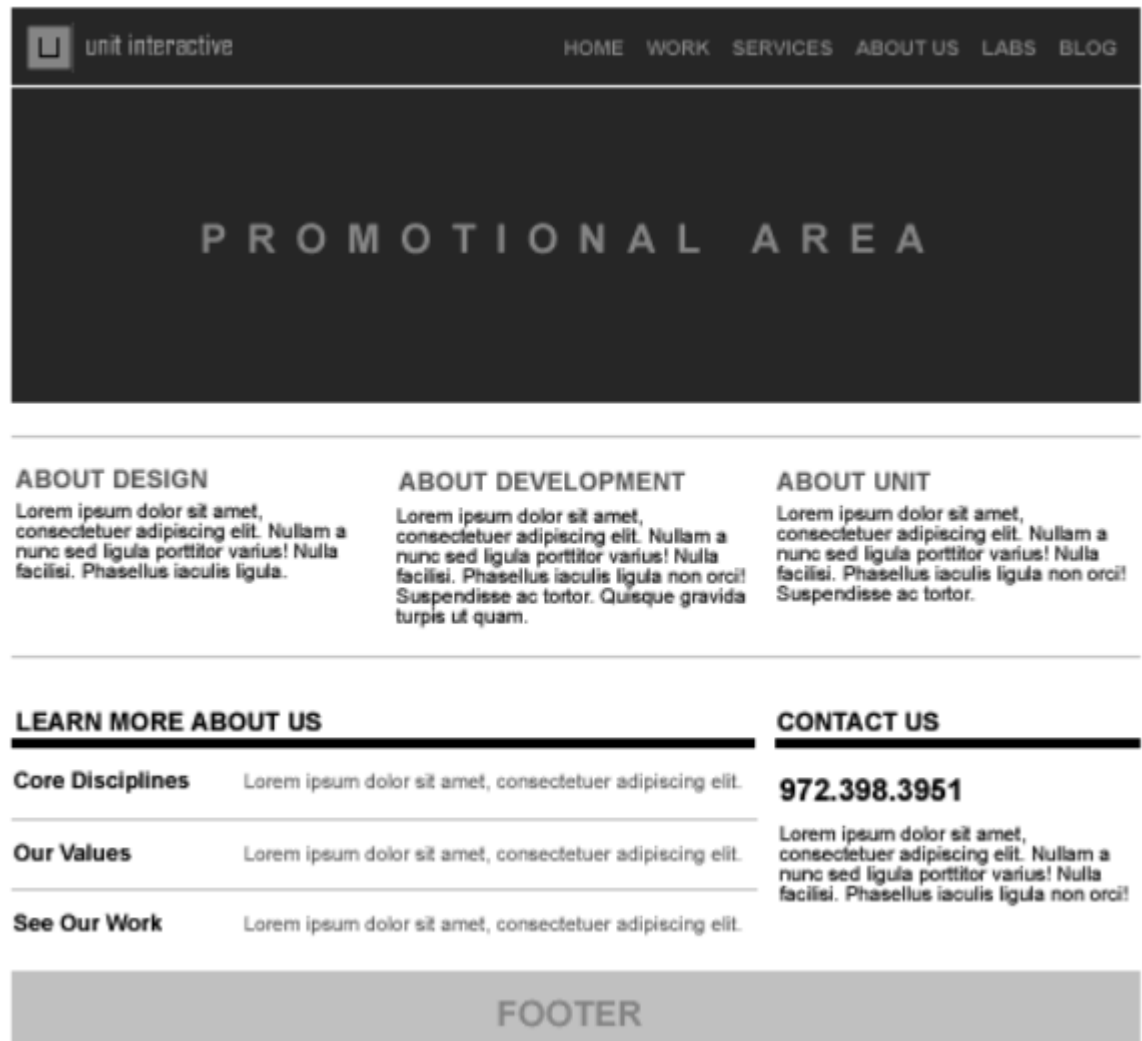 unit interactive
HOME WORK SERVICES ABOUT US LABS BLOG
PROMOTIONAL AREA
ABOUT DESIGN
Lorem ipsum dolor sit amet,
consectetuer adipiscing elit. Nullam a
nunc sed ligula porttitor varius! Nulla
facilisi. Phasellus iaculis ligula.
ABOUT DEVELOPMENT
Lorem ipsum dolor sit amet,
consectetuer adipiscing elit. Nullam a
nunc sed ligula porttitor varius! Nulla
facilisi. Phasellus iaculis ligula non orci!
Suspendisse ac tortor. Quisque gravida
turpis ut quam.
ABOUT UNIT
Lorem ipsum dolor sit amet,
consectetuer adipiscing elit. Nullam a
nunc sed ligula porttitor varius! Nulla
facilisi. Phasellus iaculis ligula non orci!
Suspendisse ac tortor.
LEARN MORE ABOUT US
Core Disciplines Lorem ipsum dolor sit amet, consectetuer adipiscing elit.
Our Values Lorem ipsum dolor sit amet, consectetuer adipiscing elit.
See Our Work Lorem ipsum dolor sit amet, consectetuer adipiscing elit.
CONTACT US
972.398.3951
Lorem ipsum dolor sit amet,
consectetuer adipiscing elit. Nullam a
nunc sed ligula porttitor varius! Nulla
facilisi. Phasellus iaculis ligula non orci!
FOOTER